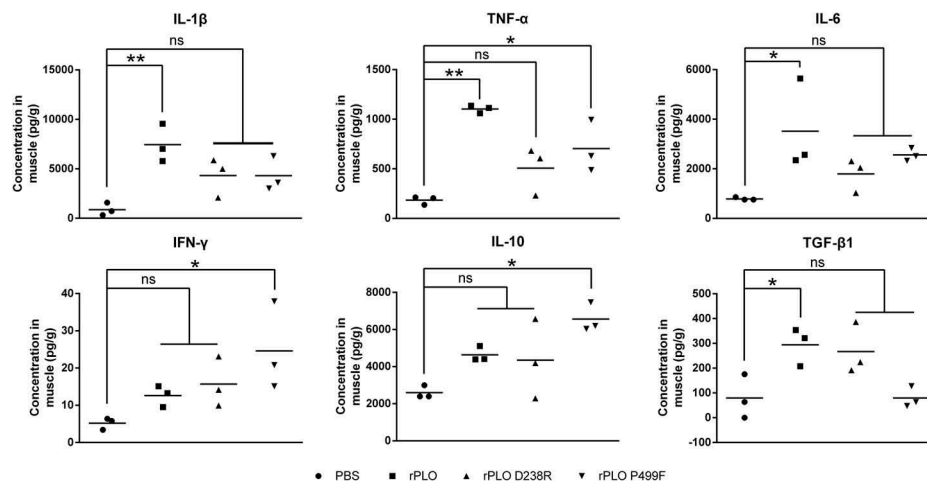 IL-1β
ns
**
15000
10000
5000
0
Concentration in
muscle (pg/g)
TNF-α
*
ns
**
1500
1000
500
0
Concentration in
muscle (pg/g)
IL-6
ns
*
6000
4000
2000
0
Concentration in
muscle (pg/g)
IFN-γ
*
ns
40
30
20
10
0
Concentration in
muscle (pg/g)
IL-10
*
ns
8000
6000
4000
2000
0
Concentration in
muscle (pg/g)
TGF-β1
ns
*
500
400
300
200
100
0
-100
Concentration in
muscle (pg/g)
PBS rPLO rPLO D238R rPLO P499F